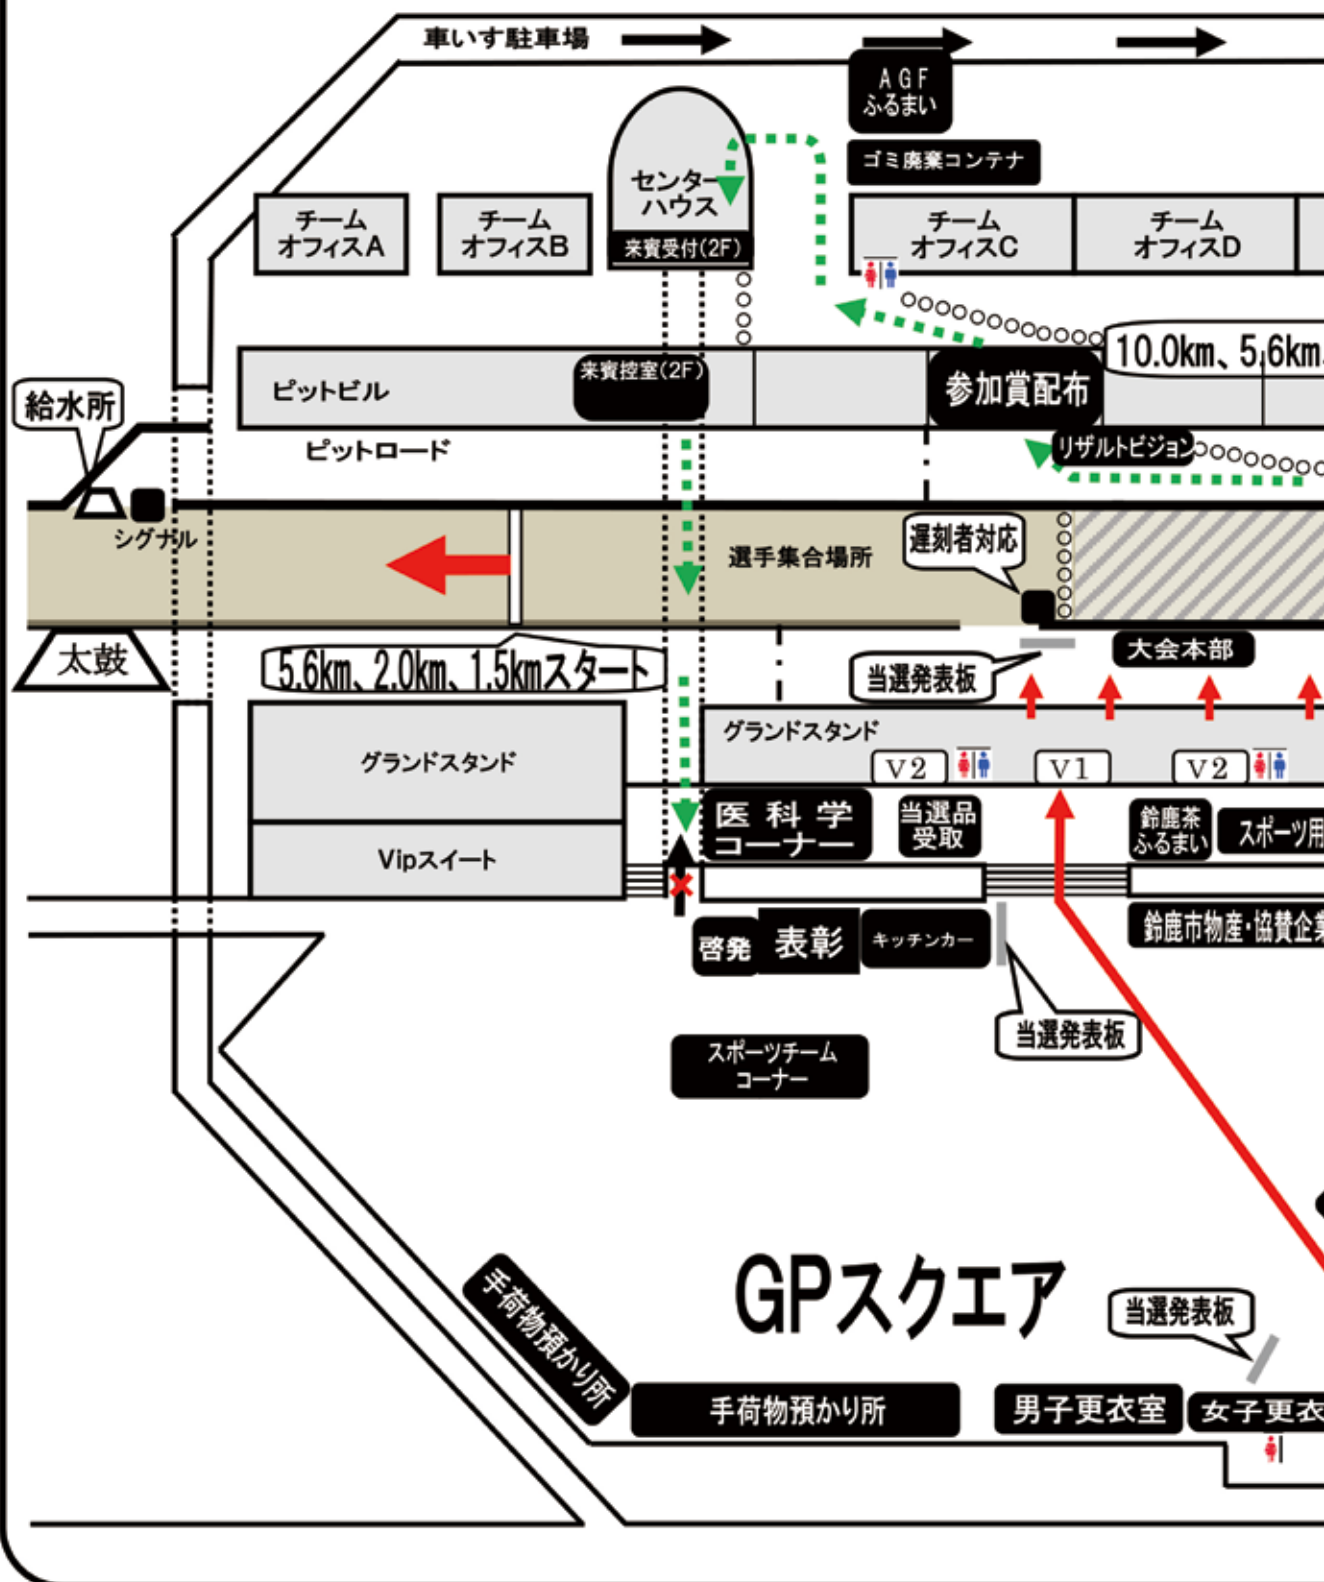 車いす駐車場
AGF
ふるまい
ゴミ廃棄コンテナ
センター
ハウス
来賓受付(2F)
チーム
オフィスA
チーム
オフィスB
チーム
オフィスC
チーム
オフィスD
10.0km、5.6km
ピットビル
来賓控室(2F)
参加賞配布
給水所
ピットロード
リザルトビジョン
シグナル
選手集合場所
遅刻者対応
太鼓
5.6km、2.0km、1.5kmスタート
当選発表板
大会本部
グランドスタンド
グランドスタンド
V2
V1
V2
医科学
コーナー
当選品
受取
鈴鹿茶
ふるまい
スポーツ用
Vipスイート
啓発
表彰
キッチンカー
鈴鹿市物産・協賛企業
当選発表板
スポーツチーム
コーナー
GPスクエア
当選発表板
手荷物預かり所
手荷物預かり所
男子更衣室
女子更衣